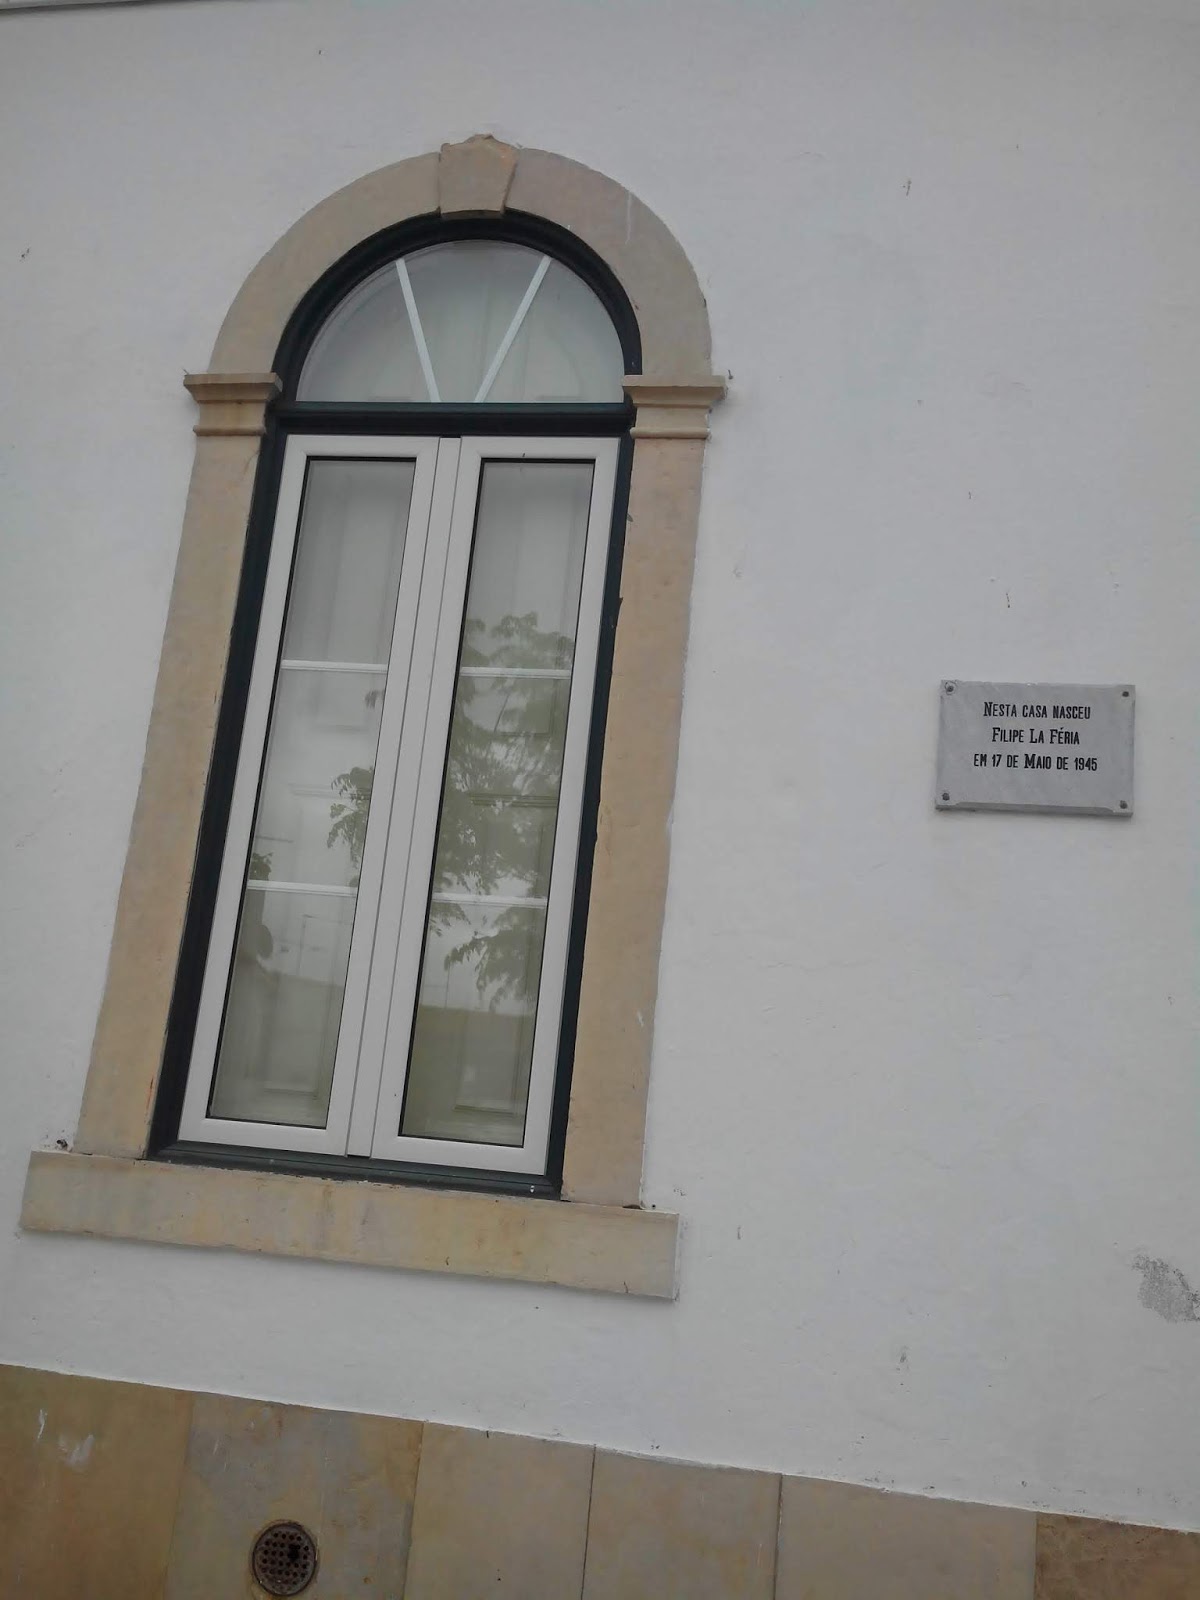 Nesta casa nasceu
Filipe La Féria
em 17 de Maio de 1945